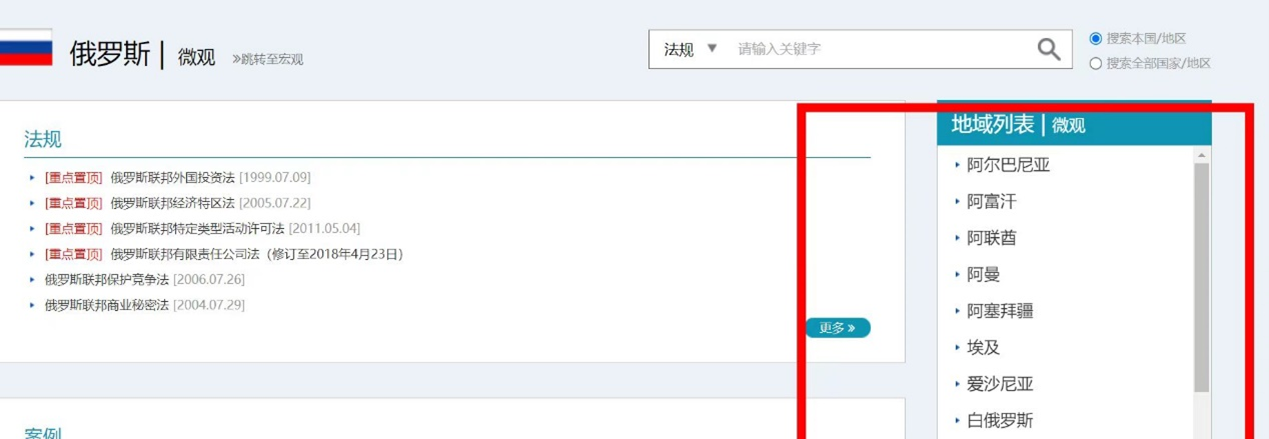 俄罗斯 | 微观 »跳转至宏观
法规 ▼ 请输入关键字
搜索本国/地区
搜索全部国家/地区
法规
[重点置顶] 俄罗斯联邦外国投资法 [1999.07.09]
[重点置顶] 俄罗斯联邦经济特区法 [2005.07.22]
[重点置顶] 俄罗斯联邦特定类型活动许可法 [2011.05.04]
[重点置顶] 俄罗斯联邦有限责任公司法（修订至2018年4月23日）
俄罗斯联邦保护竞争法 [2006.07.26]
俄罗斯联邦商业秘密法 [2004.07.29]
更多 »
案例
地域列表 | 微观
阿尔巴尼亚
阿富汗
阿联酋
阿曼
阿塞拜疆
埃及
爱沙尼亚
白俄罗斯